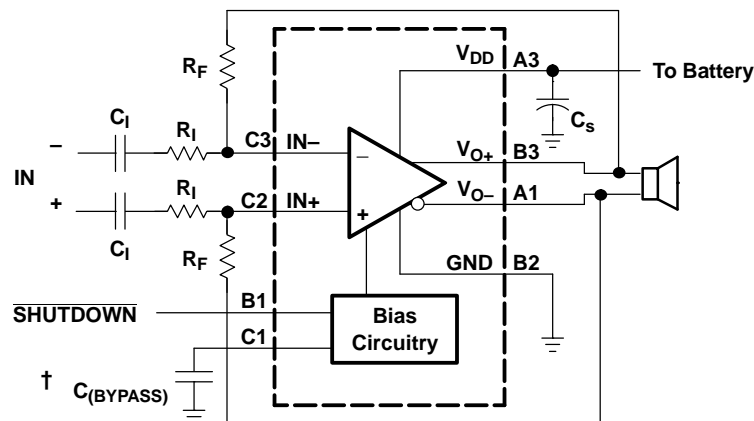 V_DD A3
To Battery
R_F
C_I
C_s
R_I
C3 IN–
–
–
V_O+ B3
IN
V_O– A1
R_I
C2 IN+
+
+
C_I
R_F
GND B2
B1
SHUTDOWN
Bias
Circuitry
C1
† C_(BYPASS)